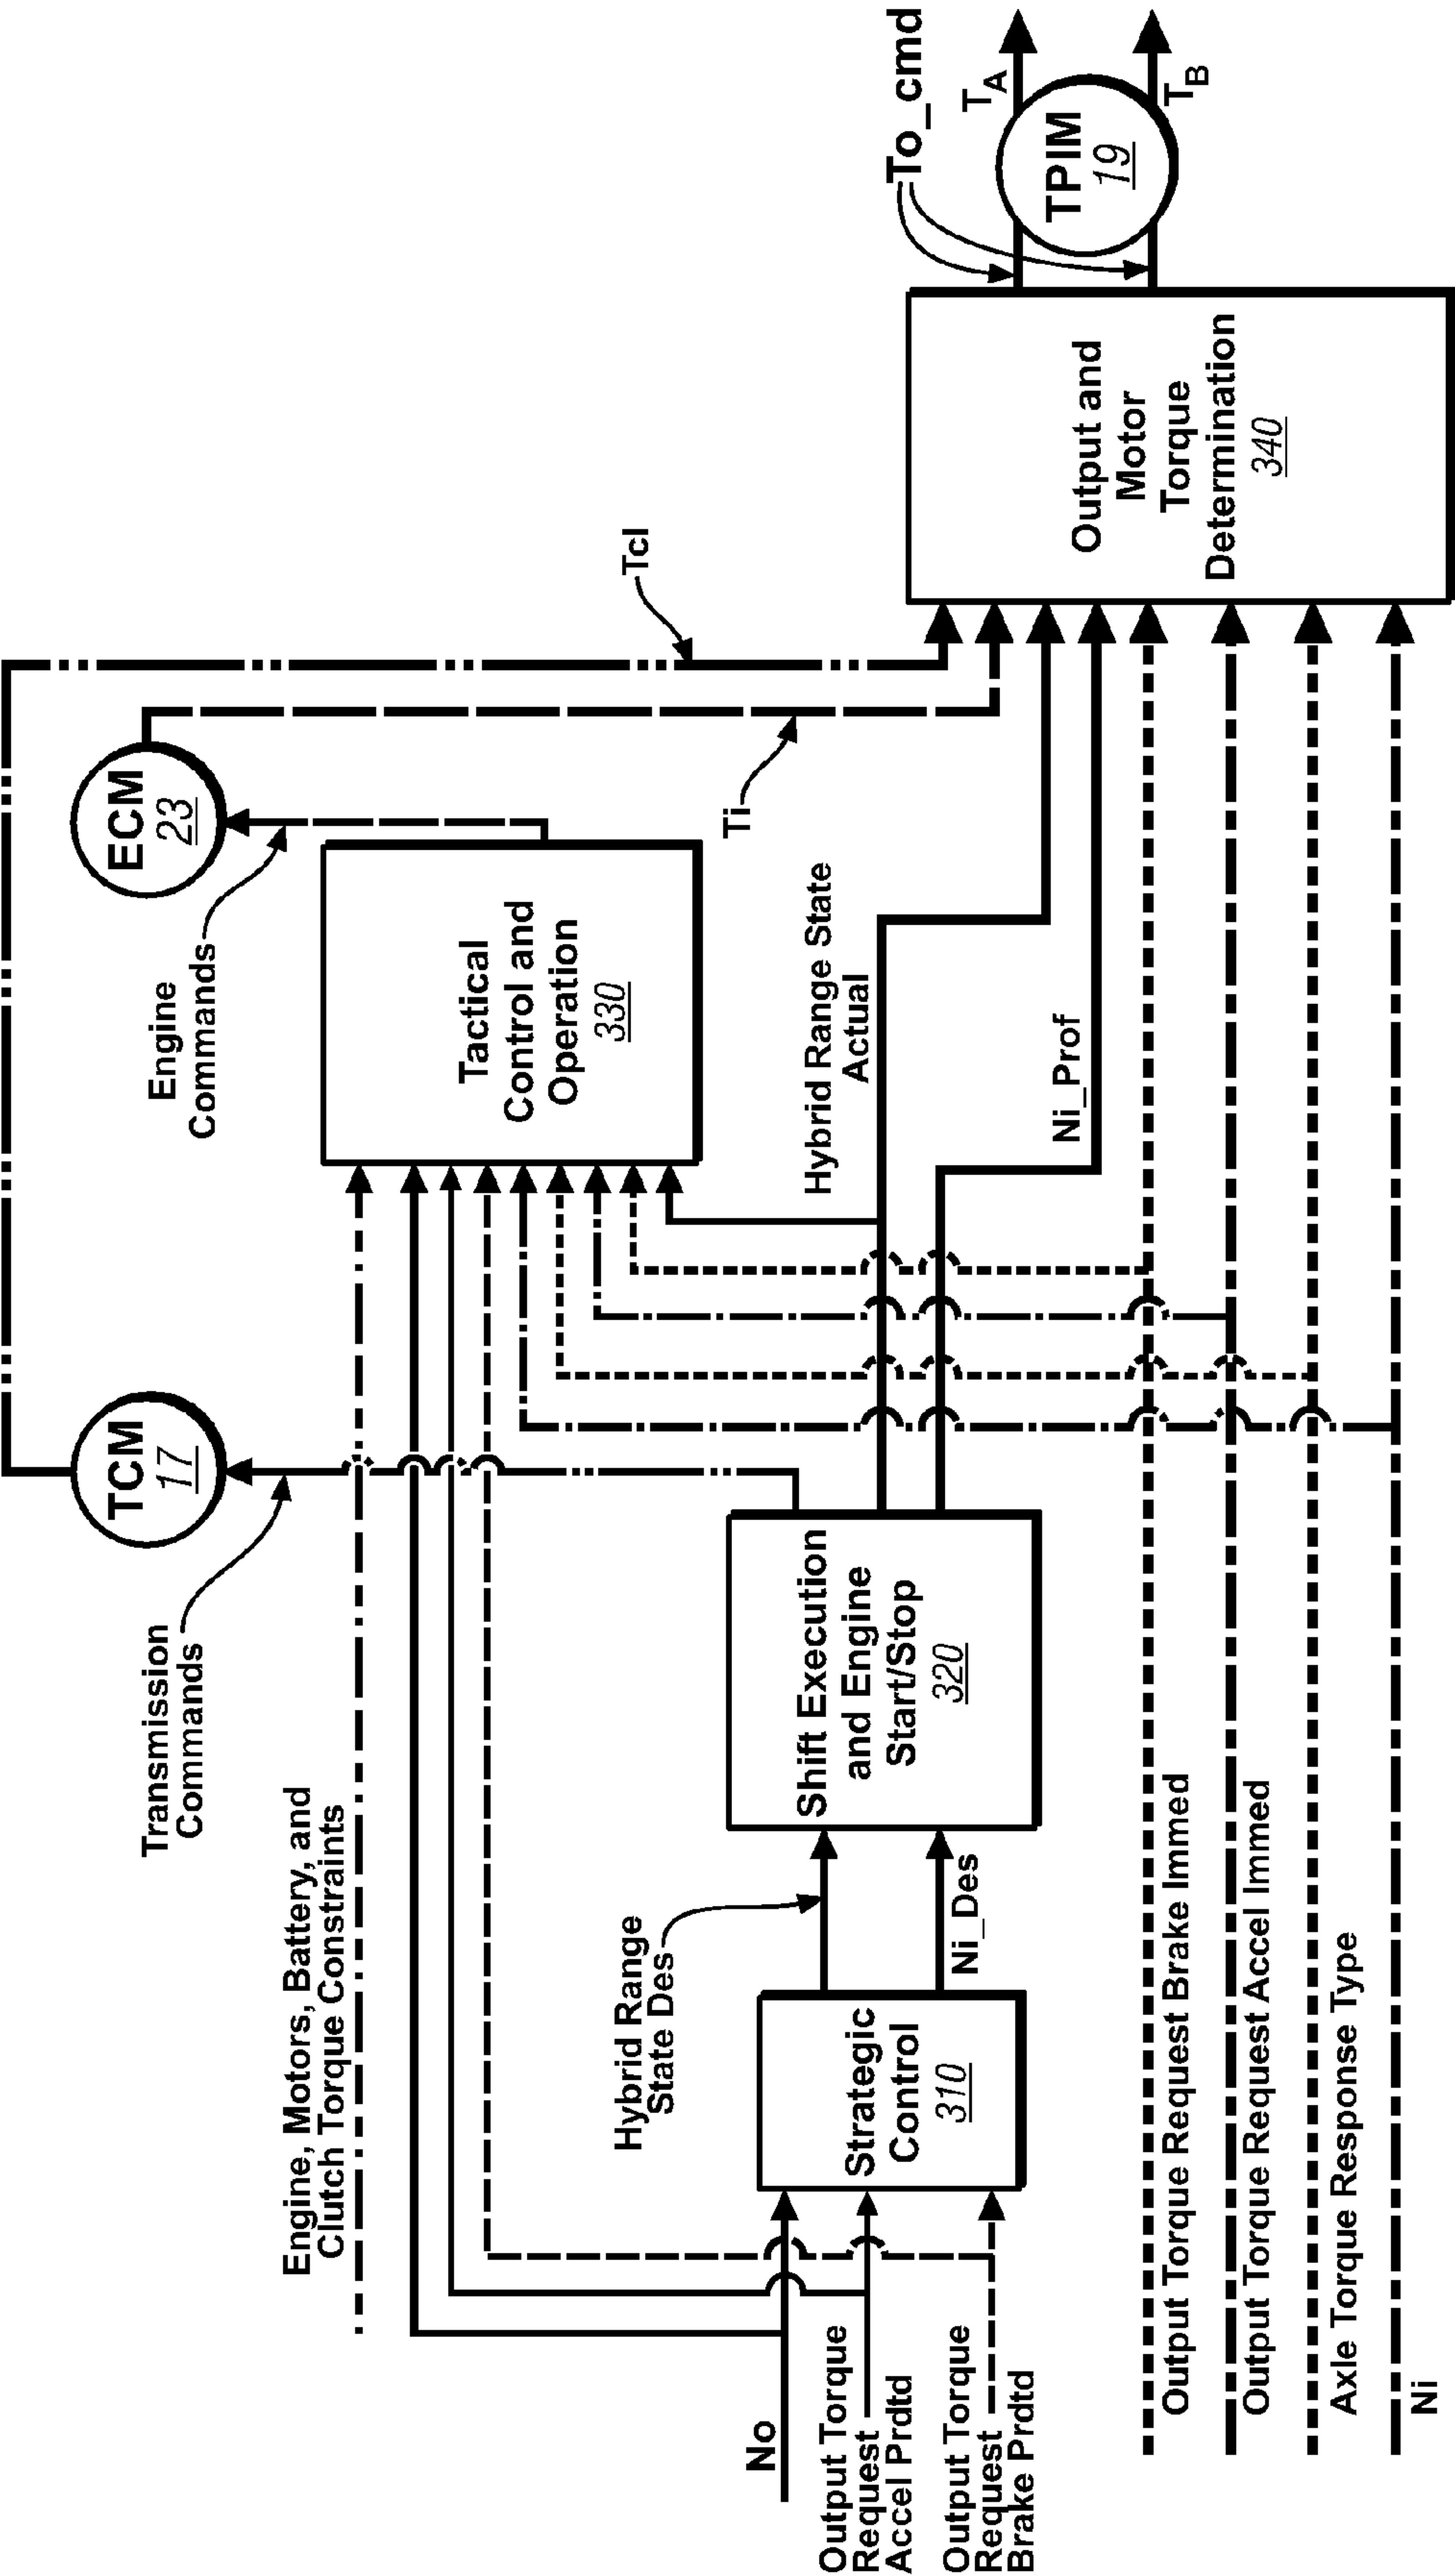 TCM
17
ECM
23
Transmission
Commands
Engine
Commands
Tcl
Ti
Engine, Motors, Battery, and
Clutch Torque Constraints
Tactical
Control and
Operation
330
Hybrid Range
State Des
Ni_Des
Strategic
Control
310
Shift Execution
and Engine
Start/Stop
320
Hybrid Range State
Actual
Ni_Prof
No
Output Torque
Request
Accel Prdtd
Output Torque
Request
Brake Prdtd
Output Torque Request Brake Immed
Output Torque Request Accel Immed
Axle Torque Response Type
Ni
Output and
Motor
Torque
Determination
340
To_cmd
TPIM
19
TA
TB